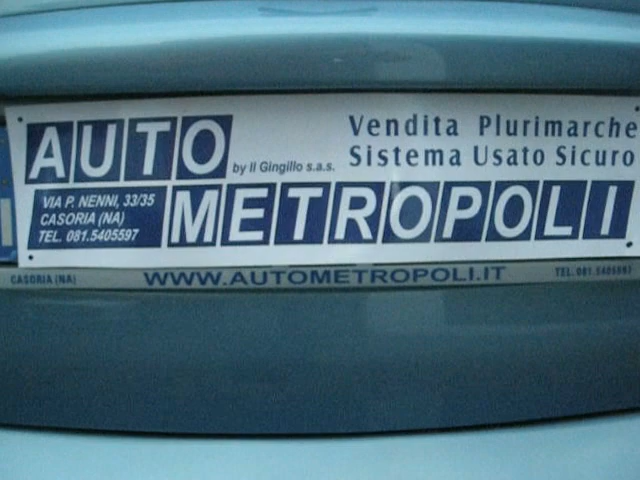 AUTO
by Il Gingillo s.a.s.
Vendita Plurimarche
Sistema Usato Sicuro
VIA P. NENNI, 33/35
CASORIA (NA)
TEL. 081.5405597
METROPOLI
CASORIA (NA)
WWW.AUTOMETROPOLI.IT
TEL. 081.5405597